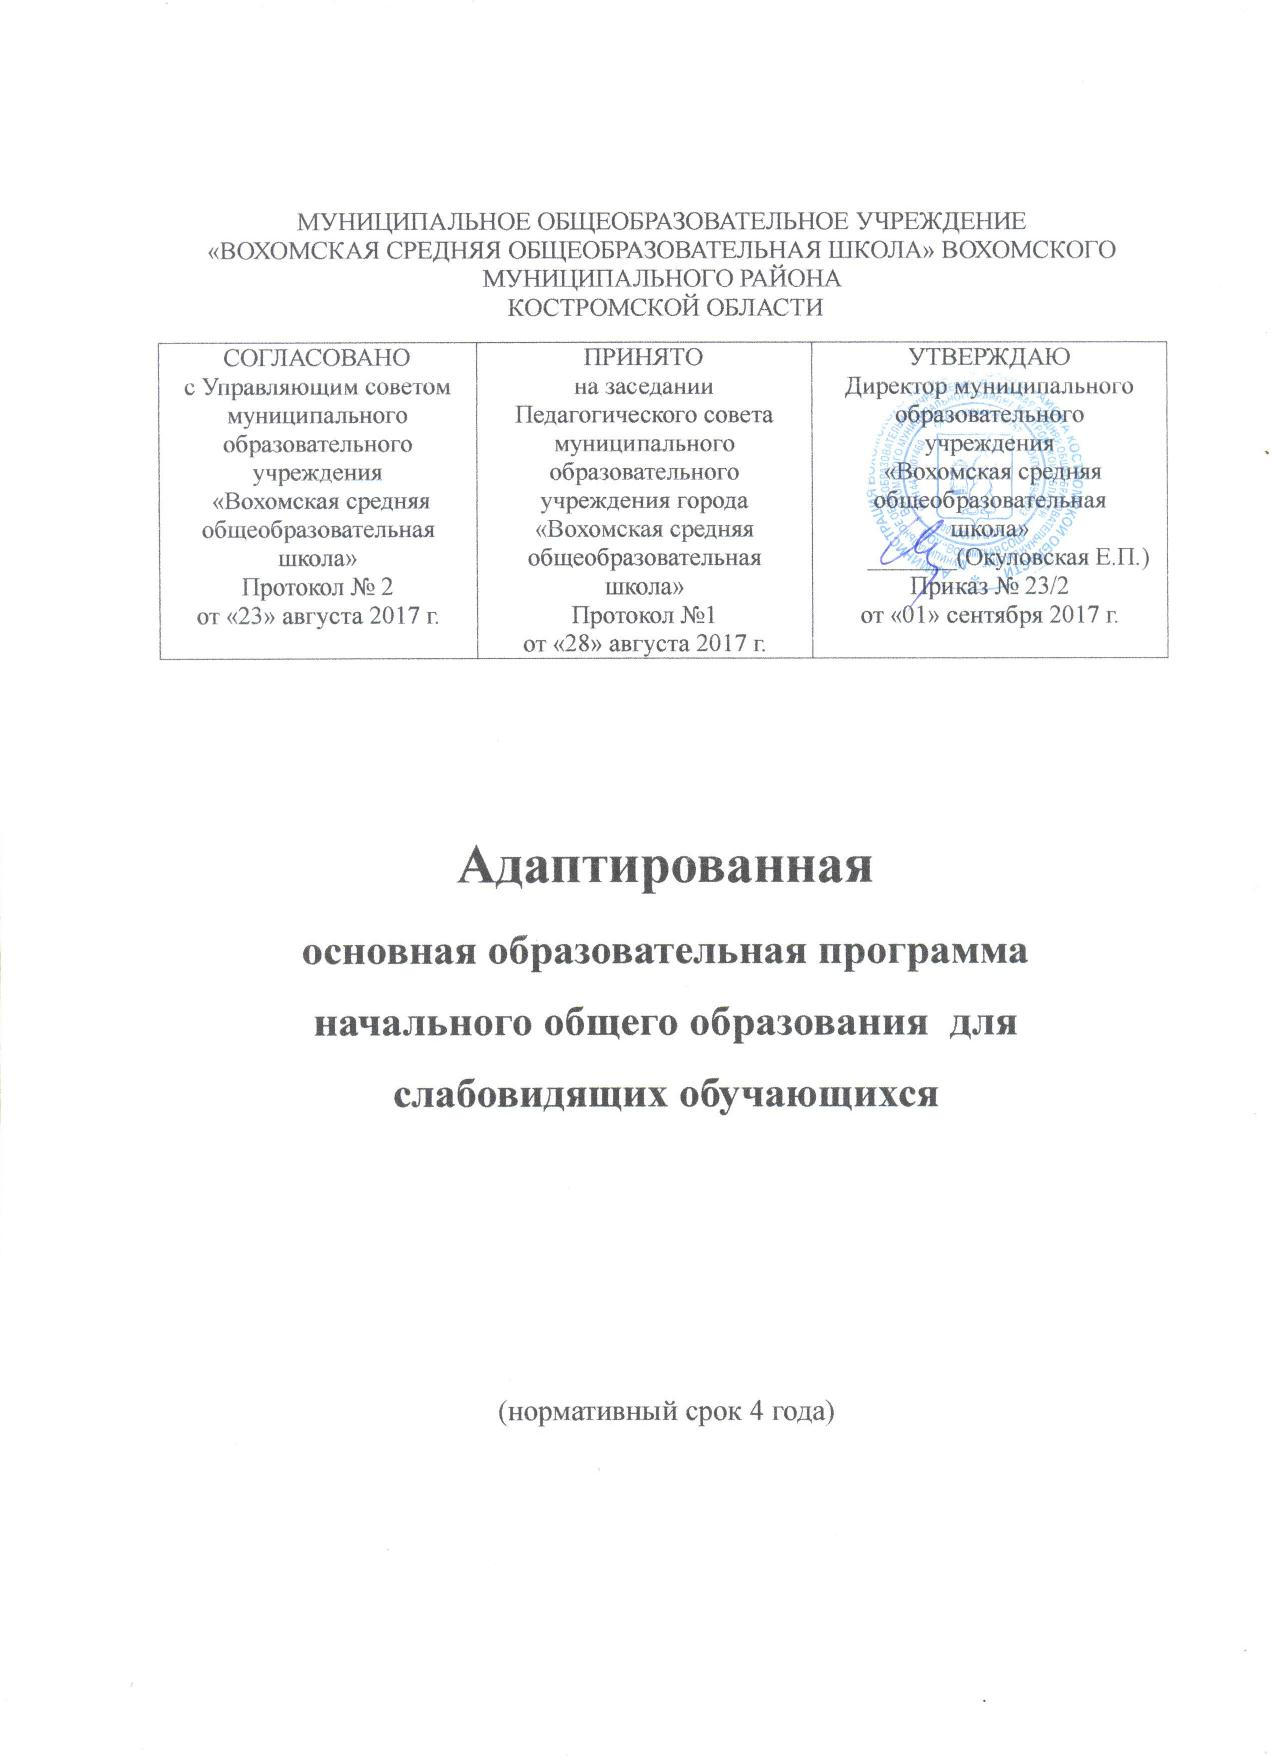 МУНИЦИПАЛЬНОЕ ОБЩЕОБРАЗОВАТЕЛЬНОЕ УЧРЕЖДЕНИЕ
«ВОХОМСКАЯ СРЕДНЯЯ ОБЩЕОБРАЗОВАТЕЛЬНАЯ ШКОЛА» ВОХОМСКОГО
МУНИЦИПАЛЬНОГО РАЙОНА
КОСТРОМСКОЙ ОБЛАСТИ
СОГЛАСОВАНО
с Управляющим советом
муниципального
образовательного
учреждения
«Вохомская средняя
общеобразовательная
школа»
Протокол № 2
от «23» августа 2017 г.
ПРИНЯТО
на заседании
Педагогического совета
муниципального
образовательного
учреждения города
«Вохомская средняя
общеобразовательная
школа»
Протокол №1
от «28» августа 2017 г.
УТВЕРЖДАЮ
Директор муниципального
образовательного
учреждения
«Вохомская средняя
общеобразовательная
школа»
_______ (Окуловская Е.П.)
Приказ № 23/2
от «01» сентября 2017 г.
Адаптированная
основная образовательная программа
начального общего образования для
слабовидящих обучающихся
(нормативный срок 4 года)